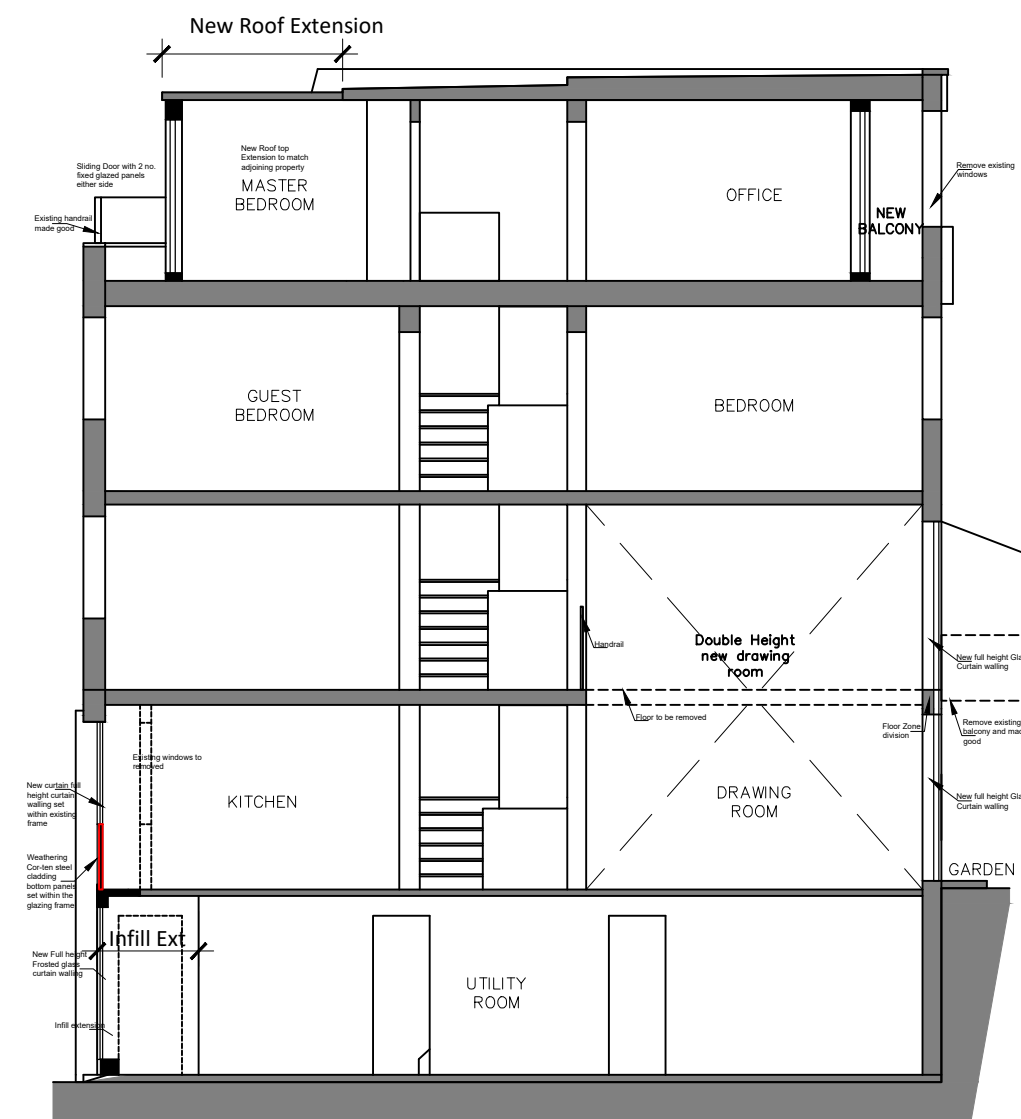 New Roof Extension
Sliding Door with 2 no.
fixed glazed panels
either side
New Roof top
Extension to match
adjoining property
MASTER
BEDROOM
Existing handrail
made good
OFFICE
NEW
BALCONY
Remove existing
windows
GUEST
BEDROOM
BEDROOM
Handrail
Double Height
new drawing
room
New full height Gla
Curtain walling
Floor to be removed
Floor Zone
division
Remove existing
balcony and mad
good
Existing windows to
removed
New curtain full
height curtain
walling set
within existing
frame
KITCHEN
DRAWING
ROOM
New full height Gla
Curtain walling
Weathering
Cor-ten steel
cladding
bottom panels
set within the
glazing frame
GARDEN
Infill Ext
New Full height
Frosted glass
curtain walling
UTILITY
ROOM
Infill extension